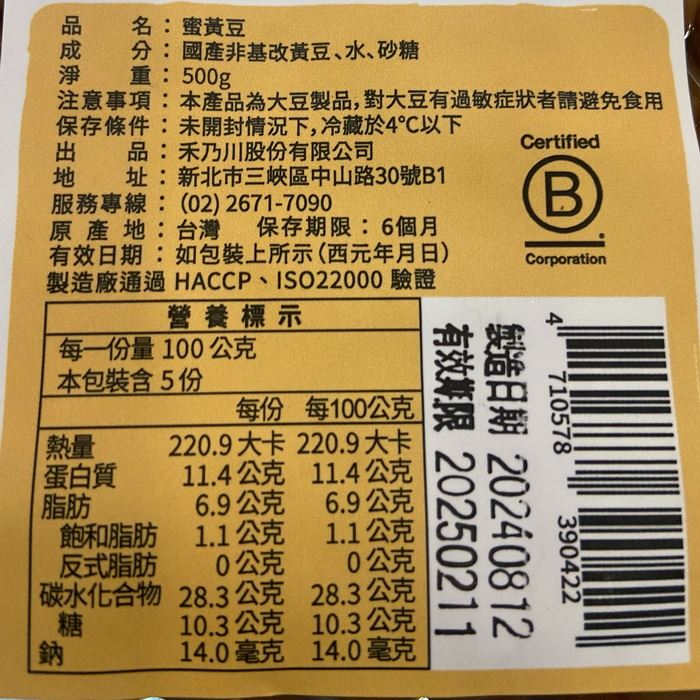 品 名：蜜黃豆
成 分：國產非基改黃豆、水、砂糖
淨 重：500g
注意事項：本產品為大豆製品，對大豆有過敏症狀者請避免食用
保存條件：未開封情況下，冷藏於4°C以下
出 品：禾乃川股份有限公司
地 址：新北市三峽區中山路30號B1
服務專線：(02) 2671-7090
原 產 地：台灣 保存期限：6個月
有效日期：如包裝上所示（西元年月日）
製造廠通過 HACCP、ISO22000 驗證
Certified
B
Corporation
營養標示
每一份量 100 公克
本包裝含 5 份
每份 每100公克
熱量 220.9 大卡 220.9 大卡
蛋白質 11.4 公克 11.4 公克
脂肪 6.9 公克 6.9 公克
飽和脂肪 1.1 公克 1.1 公克
反式脂肪 0 公克 0 公克
碳水化合物 28.3 公克 28.3 公克
糖 10.3 公克 10.3 公克
鈉 14.0 毫克 14.0 毫克
製造日期 20240812
有效期限 20250211
4 710578 390422